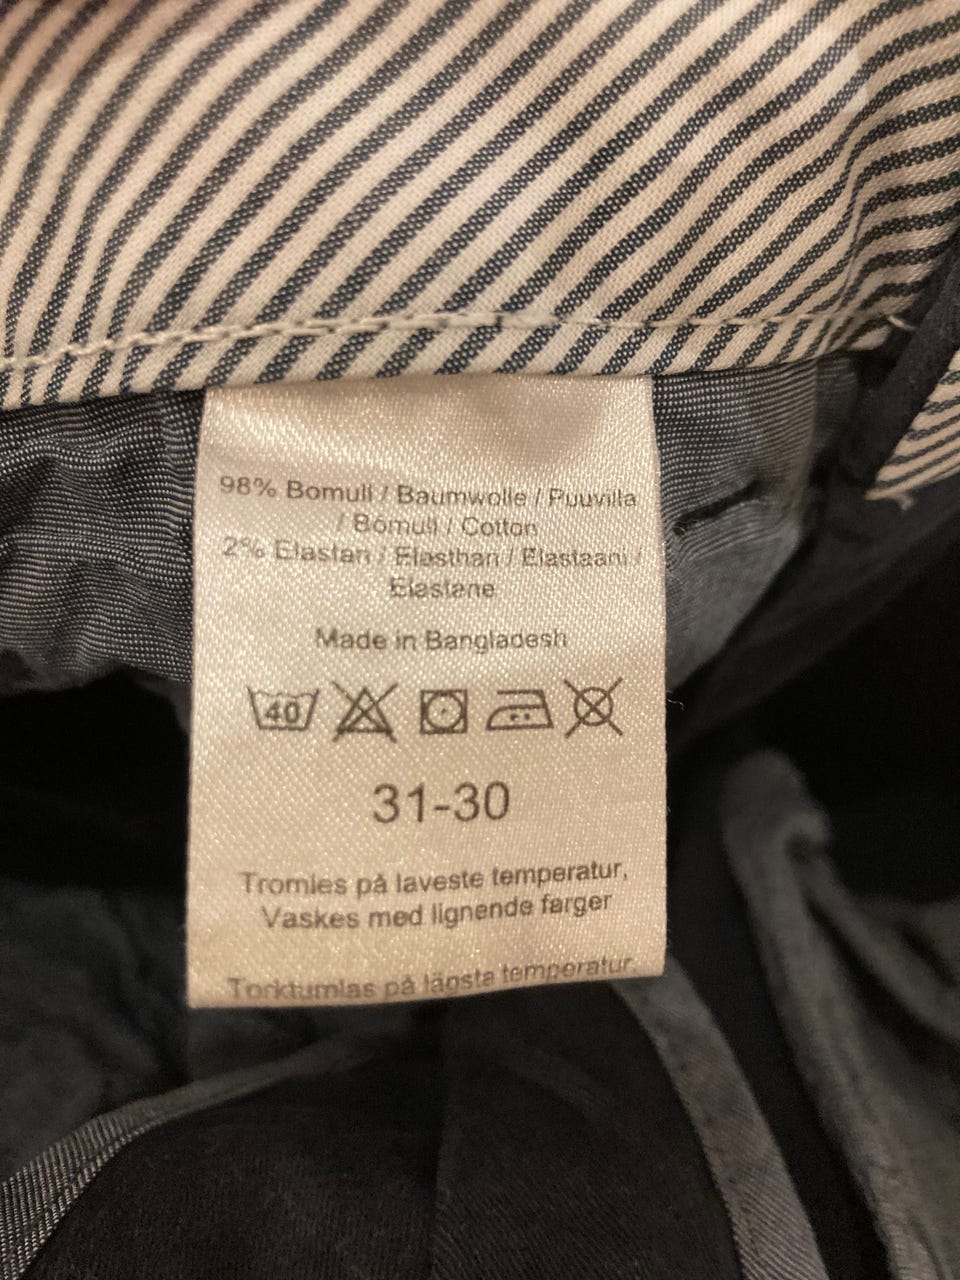 98% Bomull / Baumwolle / Puuvilla
/ Bómull / Cotton
2% Elastan / Elasthan / Elastaani /
Elastane
Made in Bangladesh
40
31-30
Tromles på laveste temperatur,
Vaskes med lignende farger
Torktumlas på lägsta temperatur.